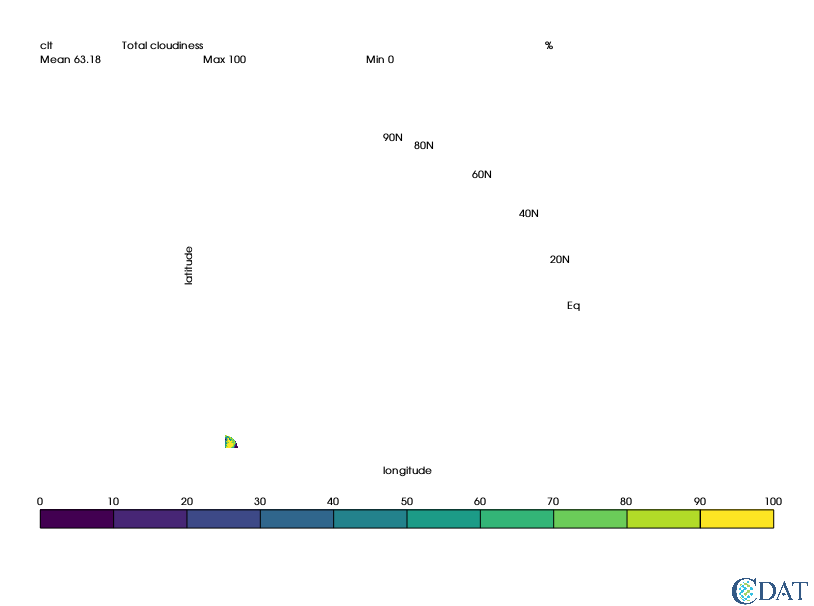 clt Total cloudiness %
Mean 63.18 Max 100 Min 0
90N
80N
60N
40N
latitude
20N
Eq
longitude
0 10 20 30 40 50 60 70 80 90 100
CDAT